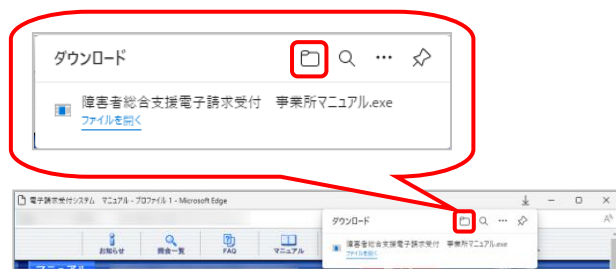 ダウンロード
障害者総合支援電子請求受付 事業所マニュアル.exe
ファイルを開く
電子請求受付システム マニュアル - プロファイル 1 - Microsoft Edge
ダウンロード
障害者総合支援電子請求受付 事業所マニュアル.exe
ファイルを開く
お知らせ 照会一覧 FAQ マニュアル
マニュアル